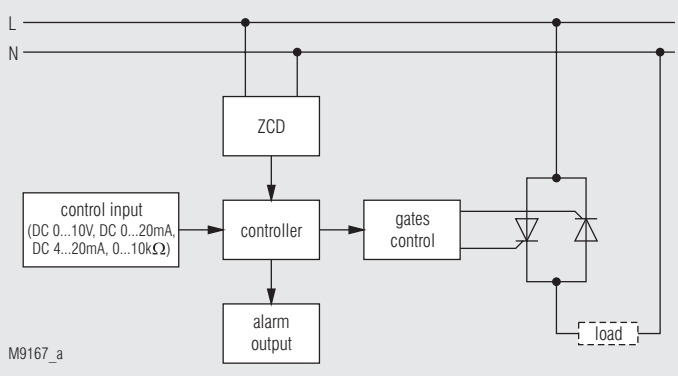 L
N
ZCD
control input
(DC 0...10V, DC 0...20mA,
DC 4...20mA, 0...10kΩ)
controller
gates
control
alarm
output
load
M9167_a